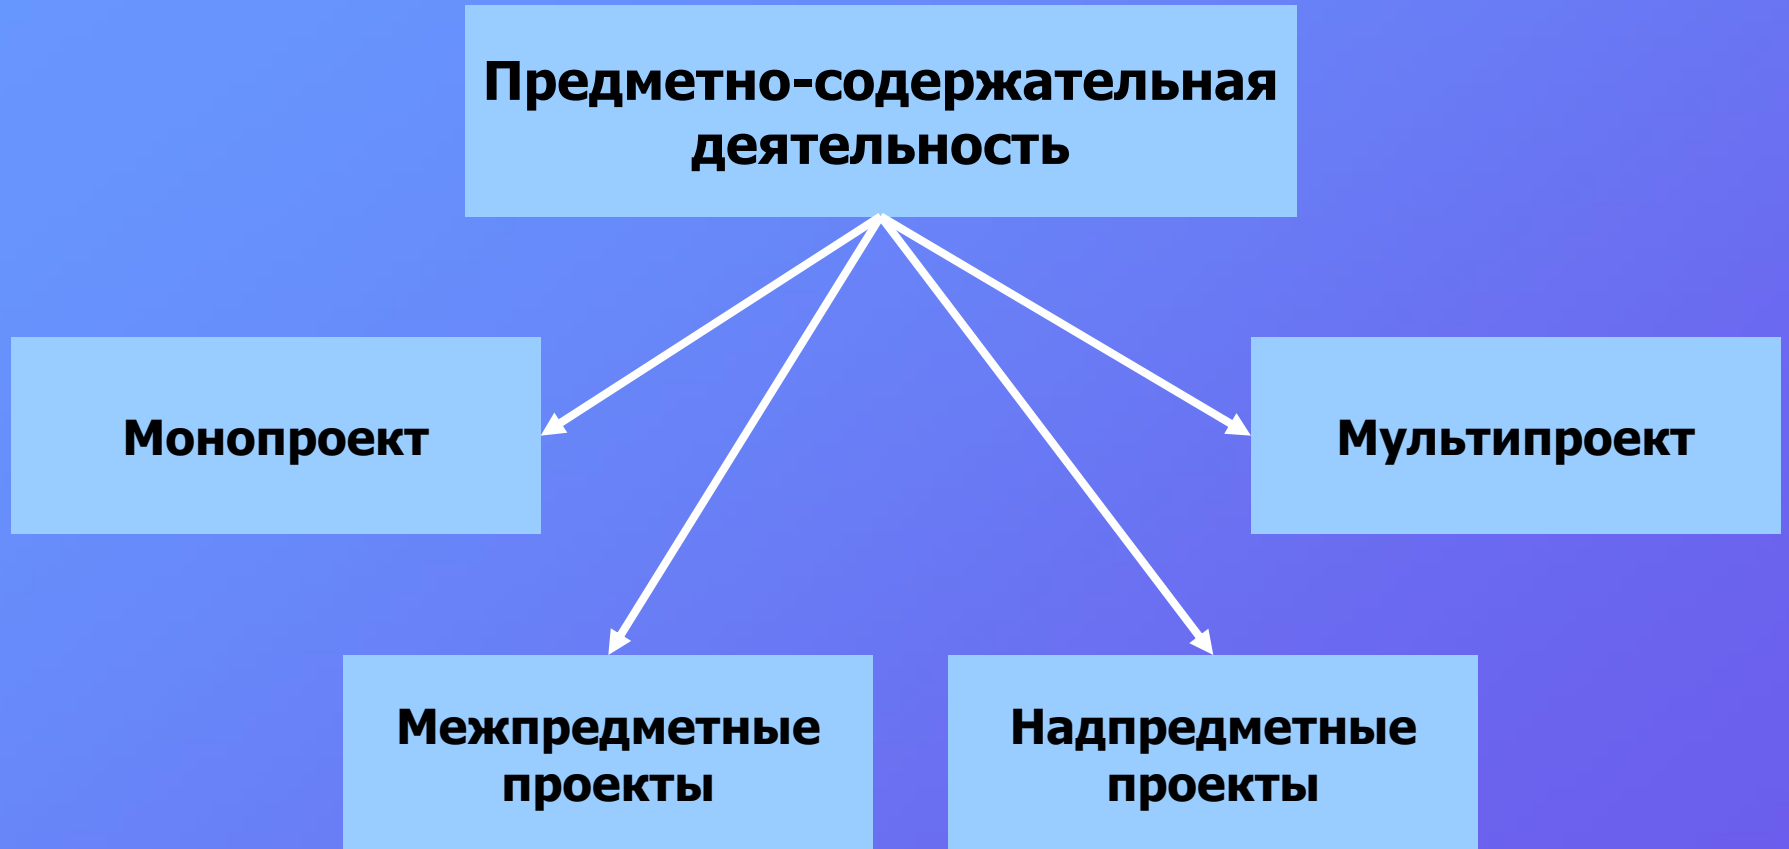 Предметно-содержательная
деятельность
Монопроект
Мультипроект
Межпредметные
проекты
Надпредметные
проекты